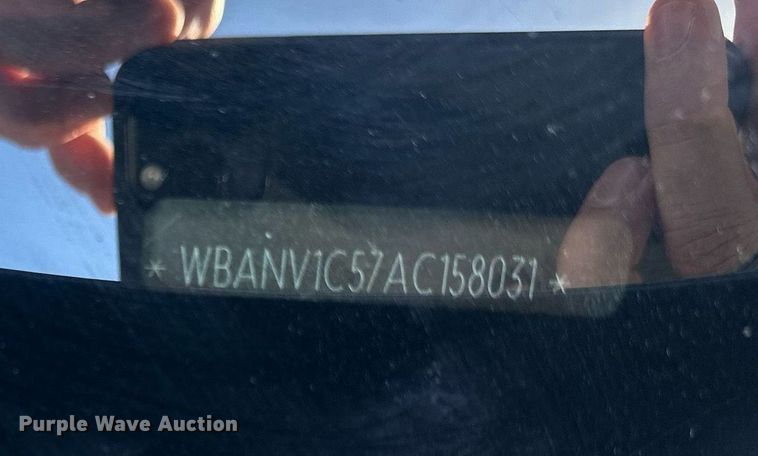 * WBANV1C57AC158031 *
Purple Wave Auction